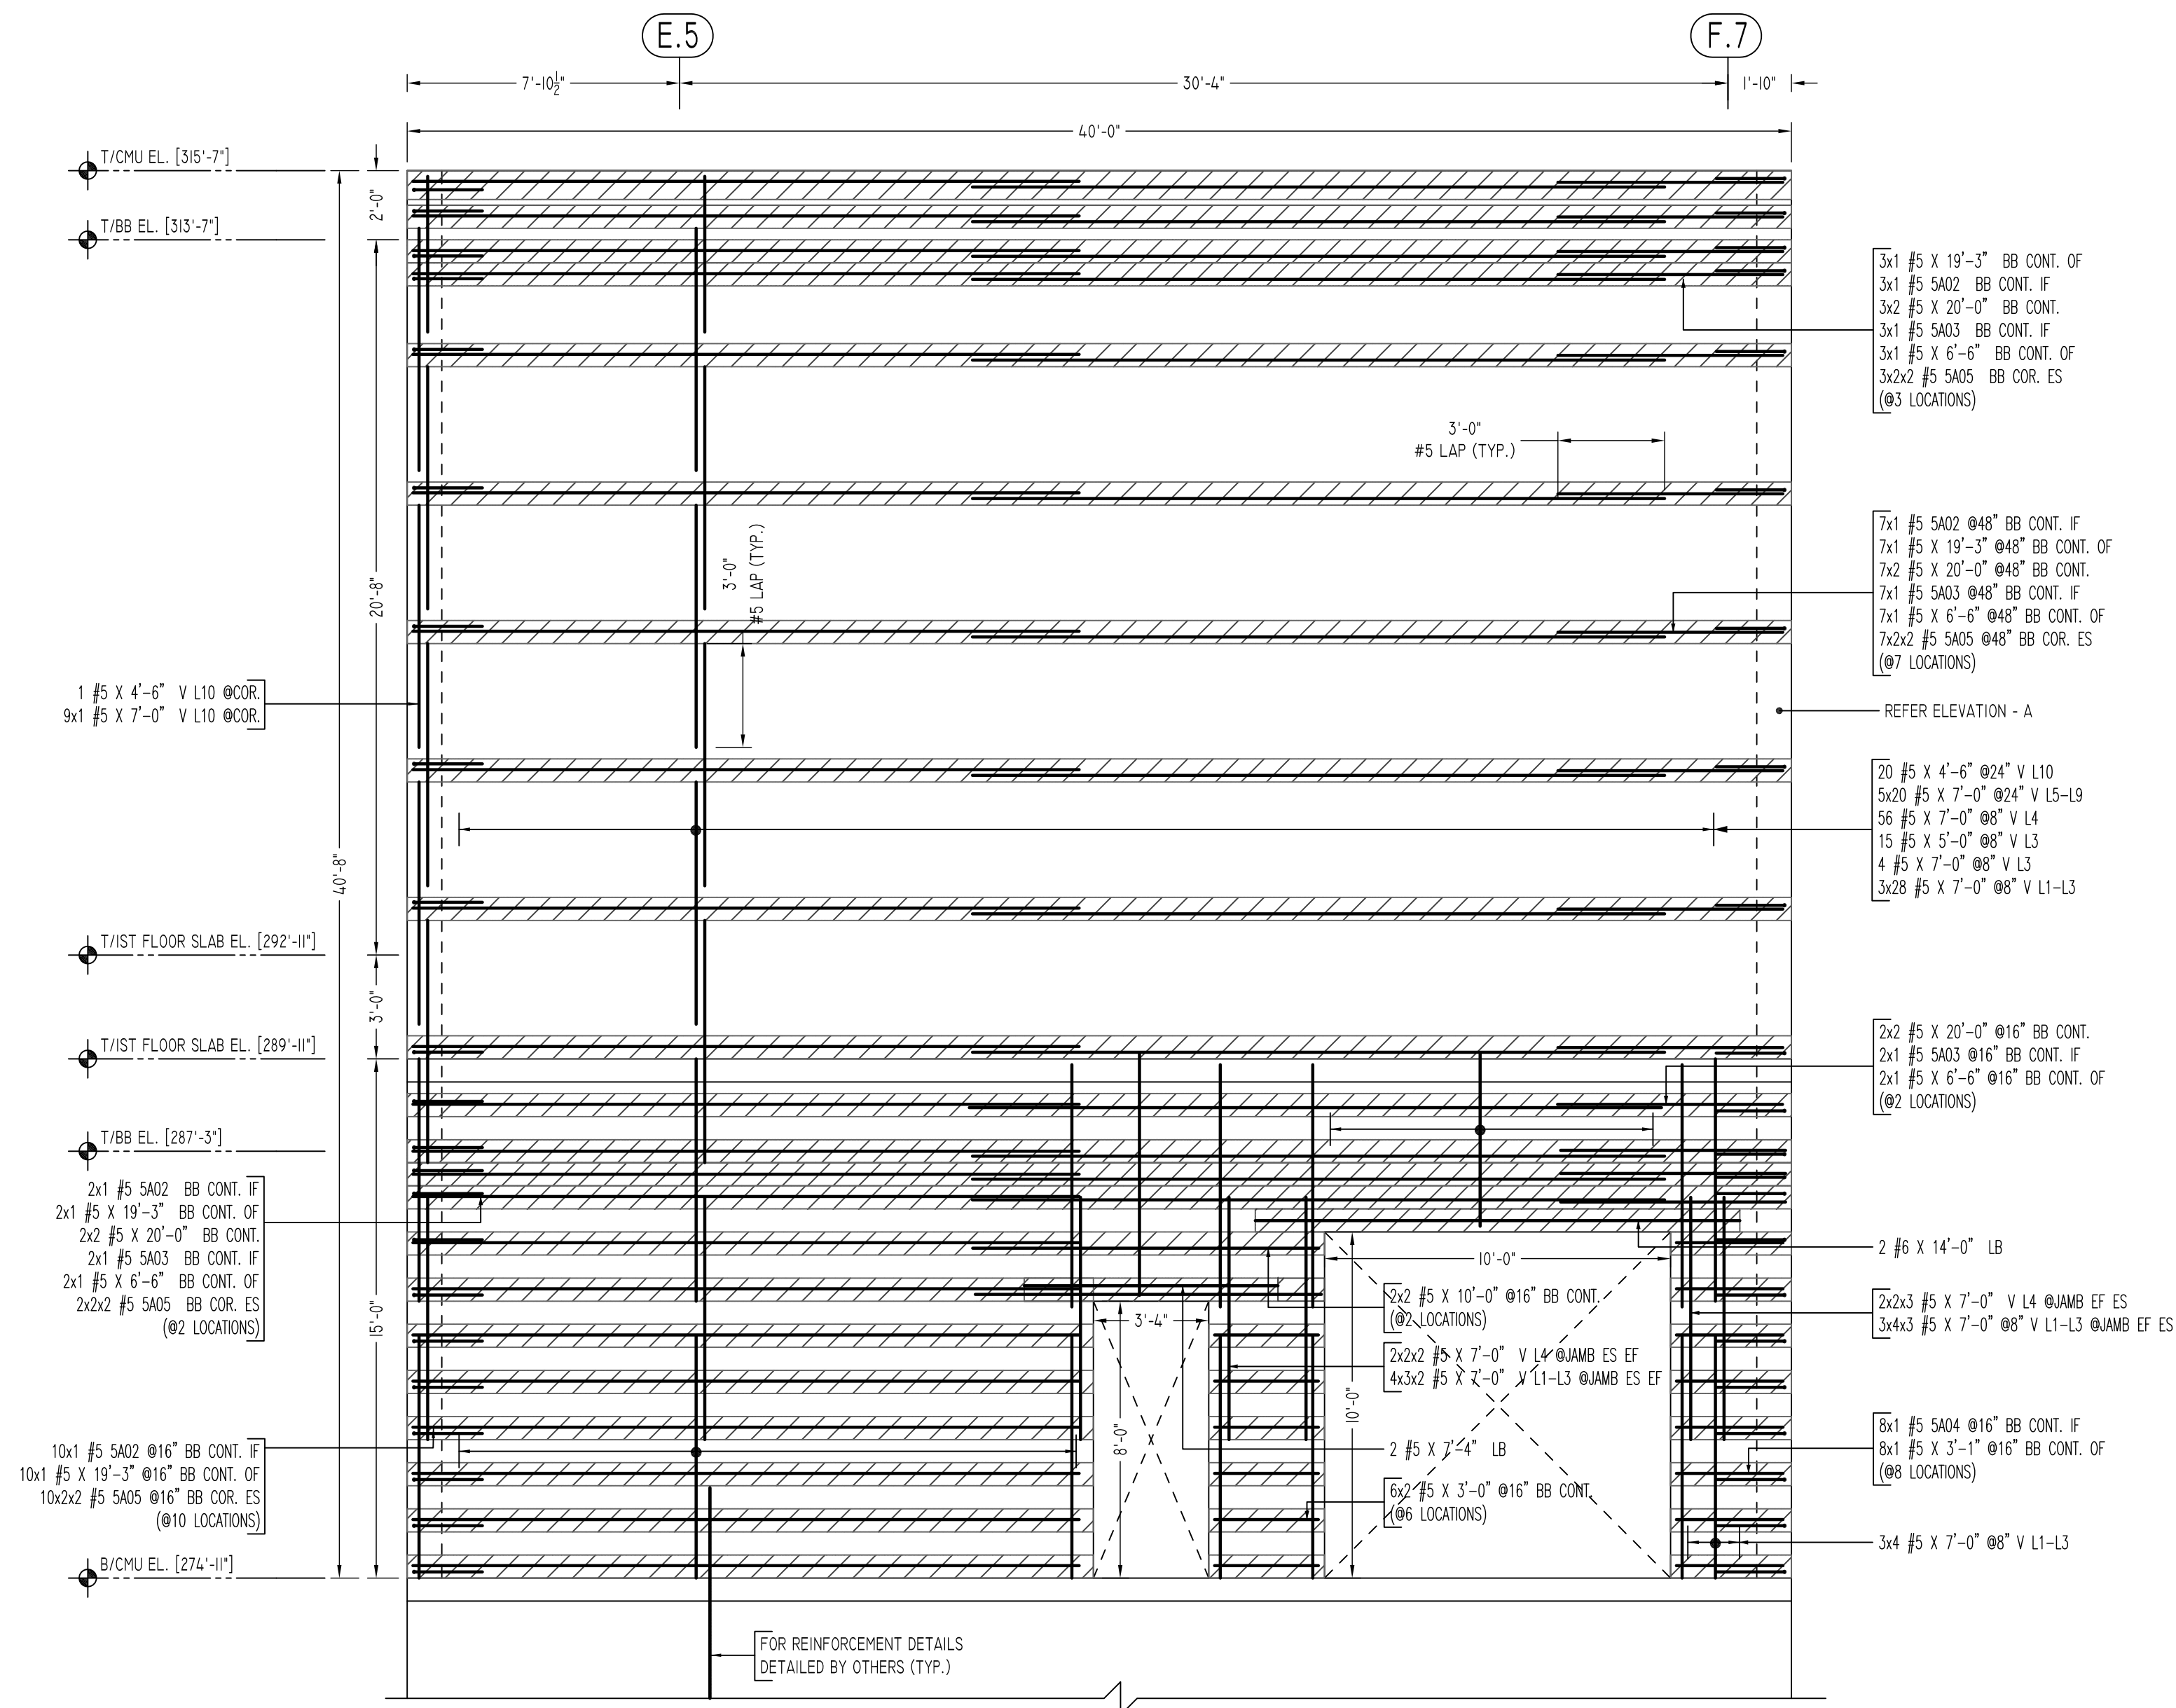 E.5
F.7
7'-10½"
30'-4"
1'-10"
40'-0"
T/CMU EL. [315'-7"]
2'-0"
T/BB EL. [313'-7"]
3x1 #5 X 19'-3" BB CONT. OF
3x1 #5 5A02 BB CONT. IF
3x2 #5 X 20'-0" BB CONT.
3x1 #5 5A03 BB CONT. IF
3x1 #5 X 6'-6" BB CONT. OF
3x2x2 #5 5A05 BB COR. ES
(@3 LOCATIONS)
3'-0"
#5 LAP (TYP.)
7x1 #5 5A02 @48" BB CONT. IF
7x1 #5 X 19'-3" @48" BB CONT. OF
7x2 #5 X 20'-0" @48" BB CONT.
7x1 #5 5A03 @48" BB CONT. IF
7x1 #5 X 6'-6" @48" BB CONT. OF
7x2x2 #5 5A05 @48" BB COR. ES
(@7 LOCATIONS)
20'-8"
3'-0"
#5 LAP (TYP.)
1 #5 X 4'-6" V L10 @COR.
9x1 #5 X 7'-0" V L10 @COR.
REFER ELEVATION - A
20 #5 X 4'-6" @24" V L10
5x20 #5 X 7'-0" @24" V L5-L9
56 #5 X 7'-0" @8" V L4
15 #5 X 5'-0" @8" V L3
4 #5 X 7'-0" @8" V L3
3x28 #5 X 7'-0" @8" V L1-L3
40'-8"
T/IST FLOOR SLAB EL. [292'-11"]
3'-0"
T/IST FLOOR SLAB EL. [289'-11"]
2x2 #5 X 20'-0" @16" BB CONT.
2x1 #5 5A03 @16" BB CONT. IF
2x1 #5 X 6'-6" @16" BB CONT. OF
(@2 LOCATIONS)
T/BB EL. [287'-3"]
2x1 #5 5A02 BB CONT. IF
2x1 #5 X 19'-3" BB CONT. OF
2x2 #5 X 20'-0" BB CONT.
2x1 #5 5A03 BB CONT. IF
2x1 #5 X 6'-6" BB CONT. OF
2x2x2 #5 5A05 BB COR. ES
(@2 LOCATIONS)
15'-0"
2 #6 X 14'-0" LB
10'-0"
2x2 #5 X 10'-0" @16" BB CONT.
(@2 LOCATIONS)
3'-4"
2x2x3 #5 X 7'-0" V L4 @JAMB EF ES
3x4x3 #5 X 7'-0" @8" V L1-L3 @JAMB EF ES
2x2x2 #5 X 7'-0" V L4 @JAMB ES EF
4x3x2 #5 X 7'-0" V L1-L3 @JAMB ES EF
10'-0"
8'-0"
X
2 #5 X 7'-4" LB
8x1 #5 5A04 @16" BB CONT. IF
8x1 #5 X 3'-1" @16" BB CONT. OF
(@8 LOCATIONS)
10x1 #5 5A02 @16" BB CONT. IF
10x1 #5 X 19'-3" @16" BB CONT. OF
10x2x2 #5 5A05 @16" BB COR. ES
(@10 LOCATIONS)
6x2 #5 X 3'-0" @16" BB CONT.
(@6 LOCATIONS)
3x4 #5 X 7'-0" @8" V L1-L3
B/CMU EL. [274'-11"]
FOR REINFORCEMENT DETAILS
DETAILED BY OTHERS (TYP.)